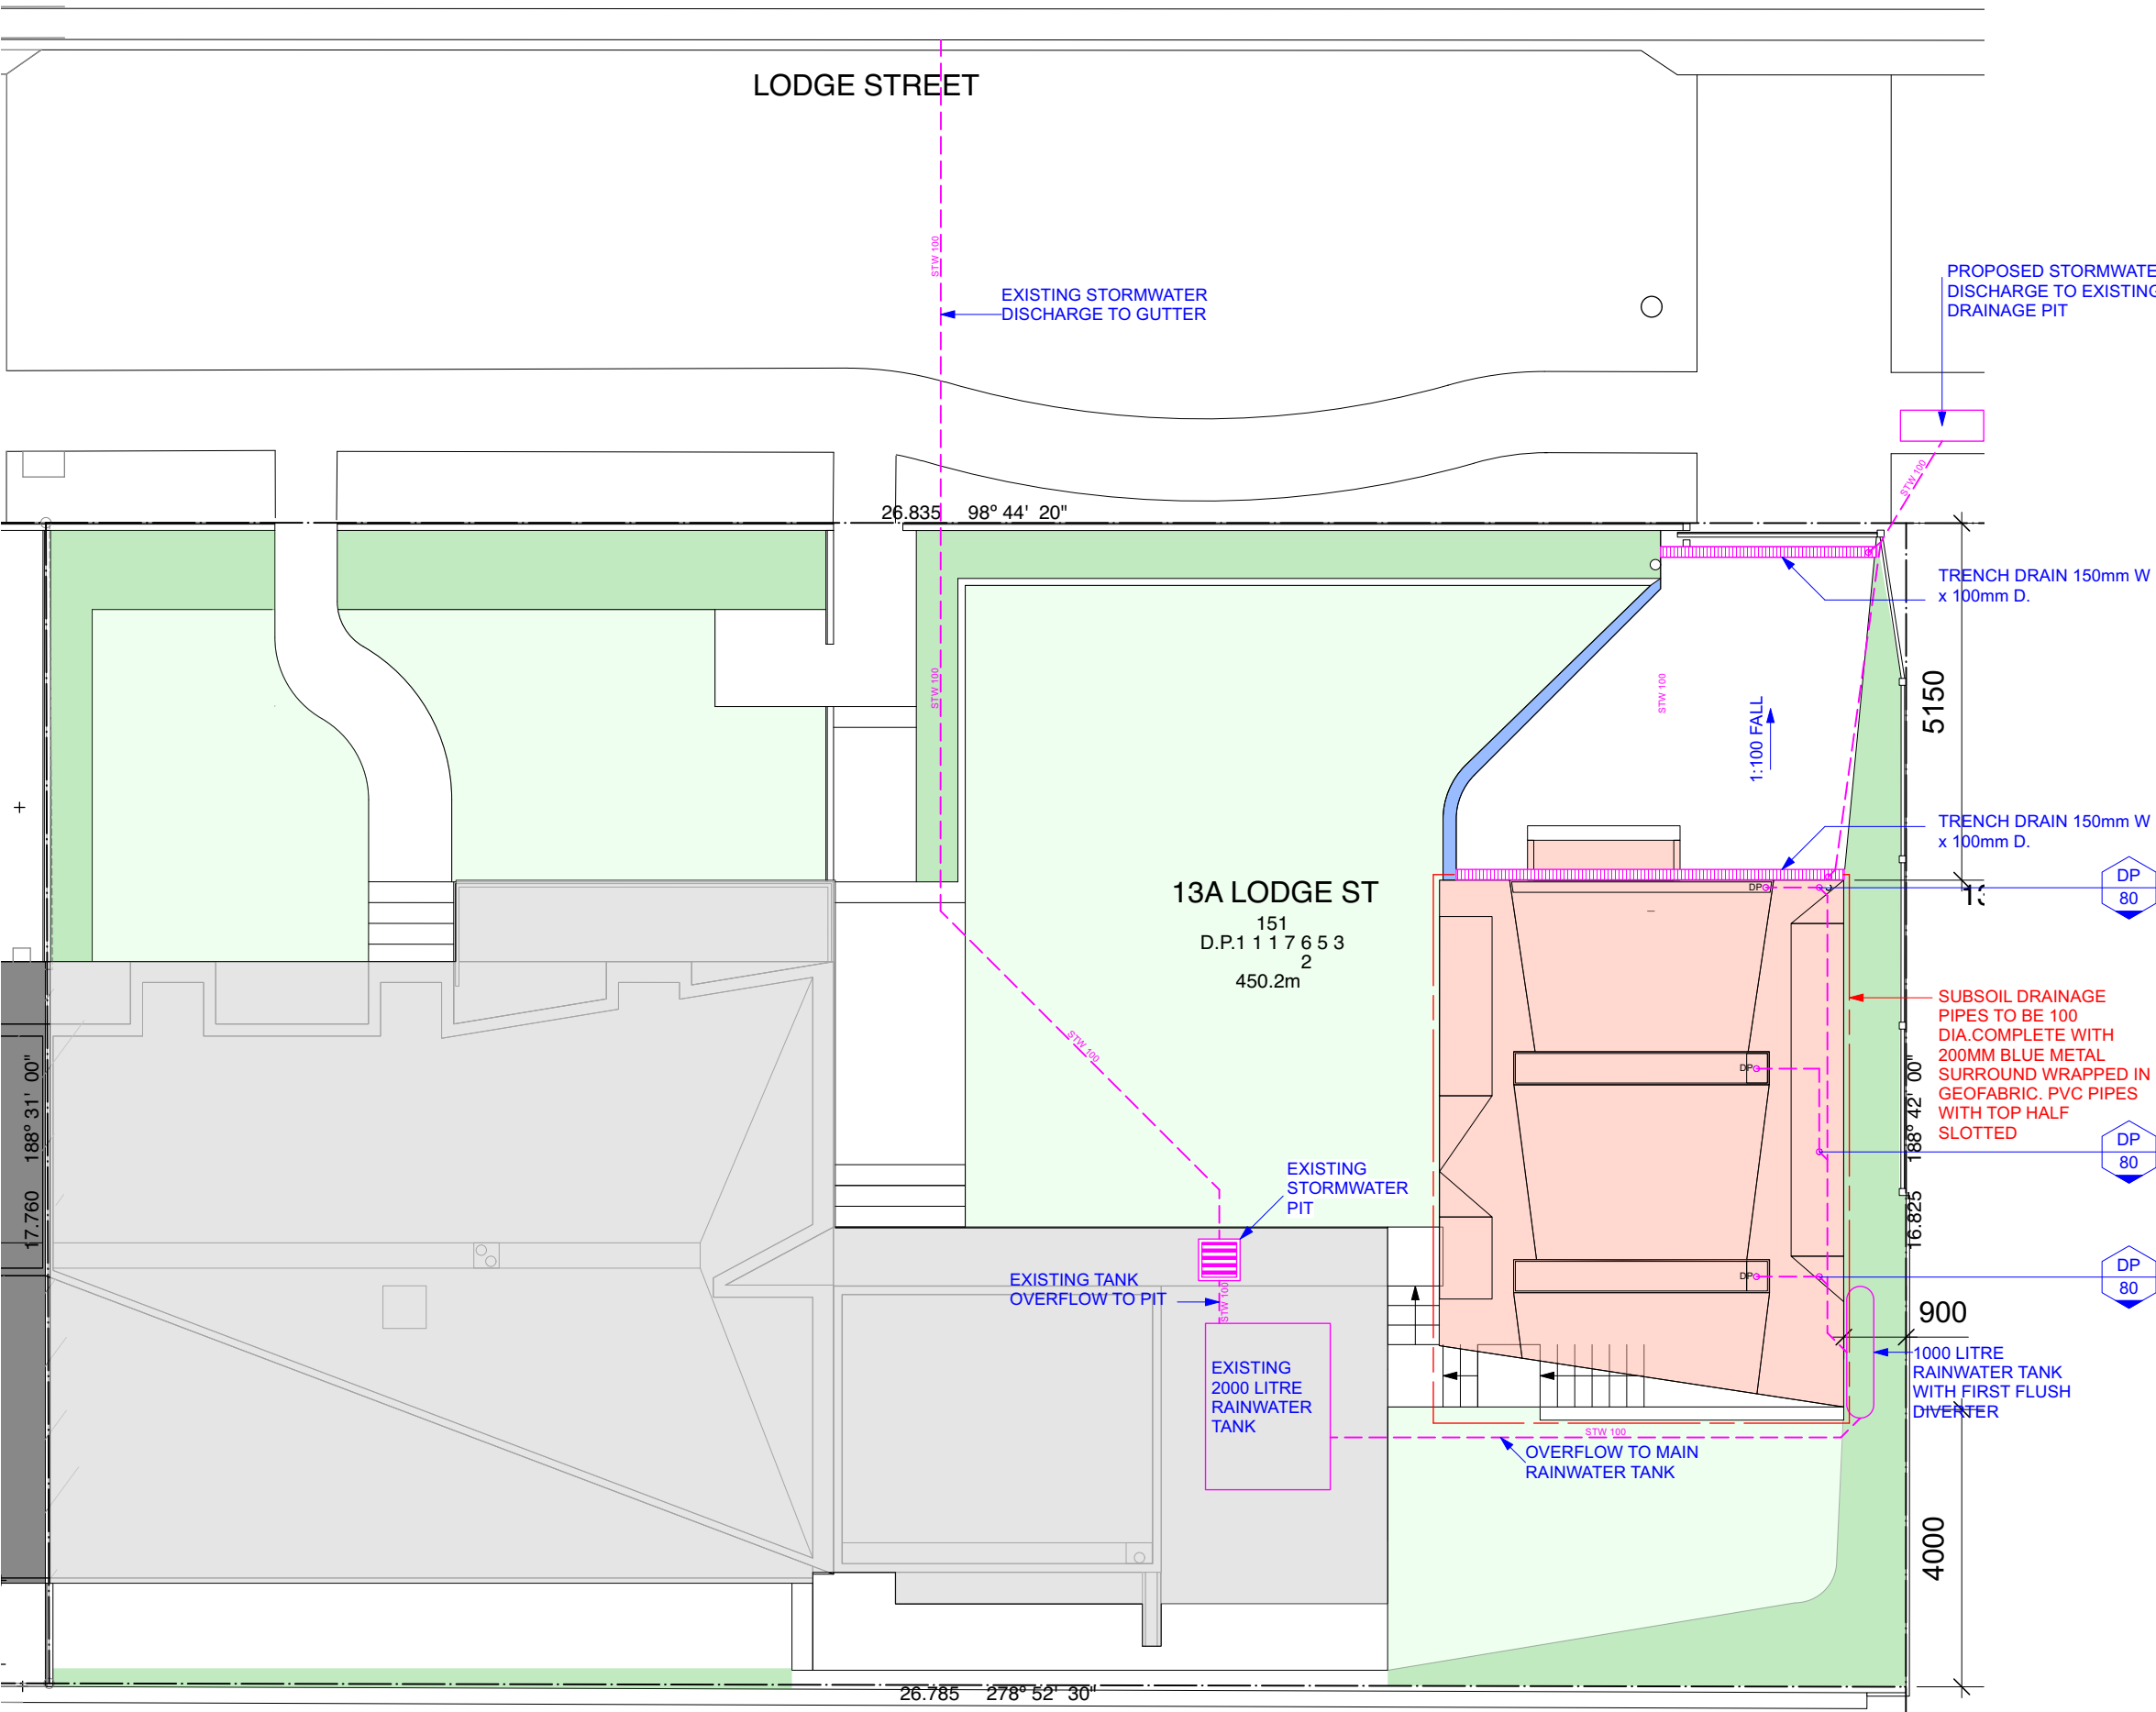 LODGE STREET
STW 100
EXISTING STORMWATER
DISCHARGE TO GUTTER
PROPOSED STORMWATE
DISCHARGE TO EXISTING
DRAINAGE PIT
STW 100
26.835 98° 44' 20"
TRENCH DRAIN 150mm W
x 100mm D.
STW 100
STW 100
1:100 FALL
5150
TRENCH DRAIN 150mm W
x 100mm D.
13A LODGE ST
151
D.P.1 1 1 7 6 5 3
2
450.2m
DP
DP
80
SUBSOIL DRAINAGE
PIPES TO BE 100
DIA.COMPLETE WITH
200MM BLUE METAL
SURROUND WRAPPED IN
GEOFABRIC. PVC PIPES
WITH TOP HALF
SLOTTED
STW 100
DP
17.760 188° 31' 00"
16.825 188° 42' 00"
DP
80
EXISTING
STORMWATER
PIT
EXISTING TANK
OVERFLOW TO PIT
STW 100
DP
DP
80
900
1000 LITRE
RAINWATER TANK
WITH FIRST FLUSH
DIVERTER
EXISTING
2000 LITRE
RAINWATER
TANK
STW 100
OVERFLOW TO MAIN
RAINWATER TANK
4000
26.785 278° 52' 30"